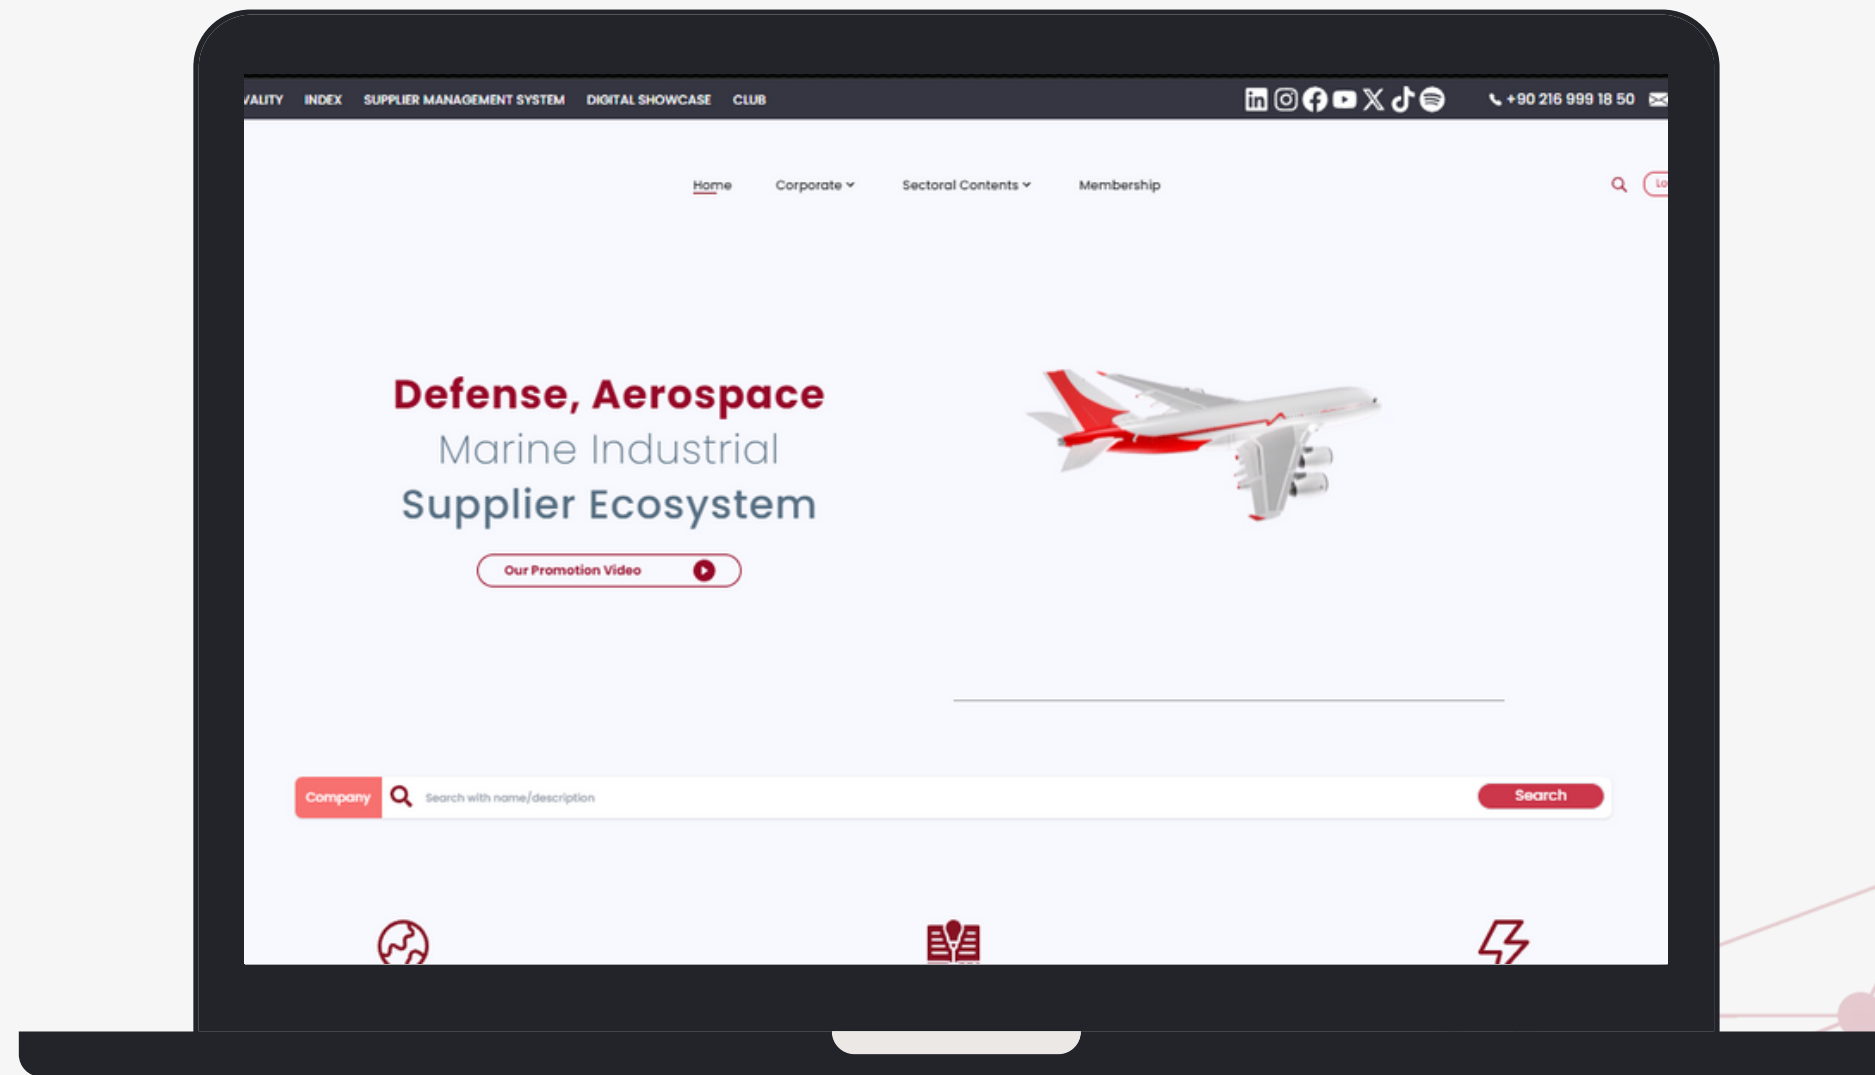 INDEX SUPPLIER MANAGEMENT SYSTEM DIGITAL SHOWCASE CLUB +90 216 999 18 50
Home Corporate Sectoral Contents Membership
Defense, Aerospace
Marine Industrial
Supplier Ecosystem
Our Promotion Video
Company Search with name/description Search